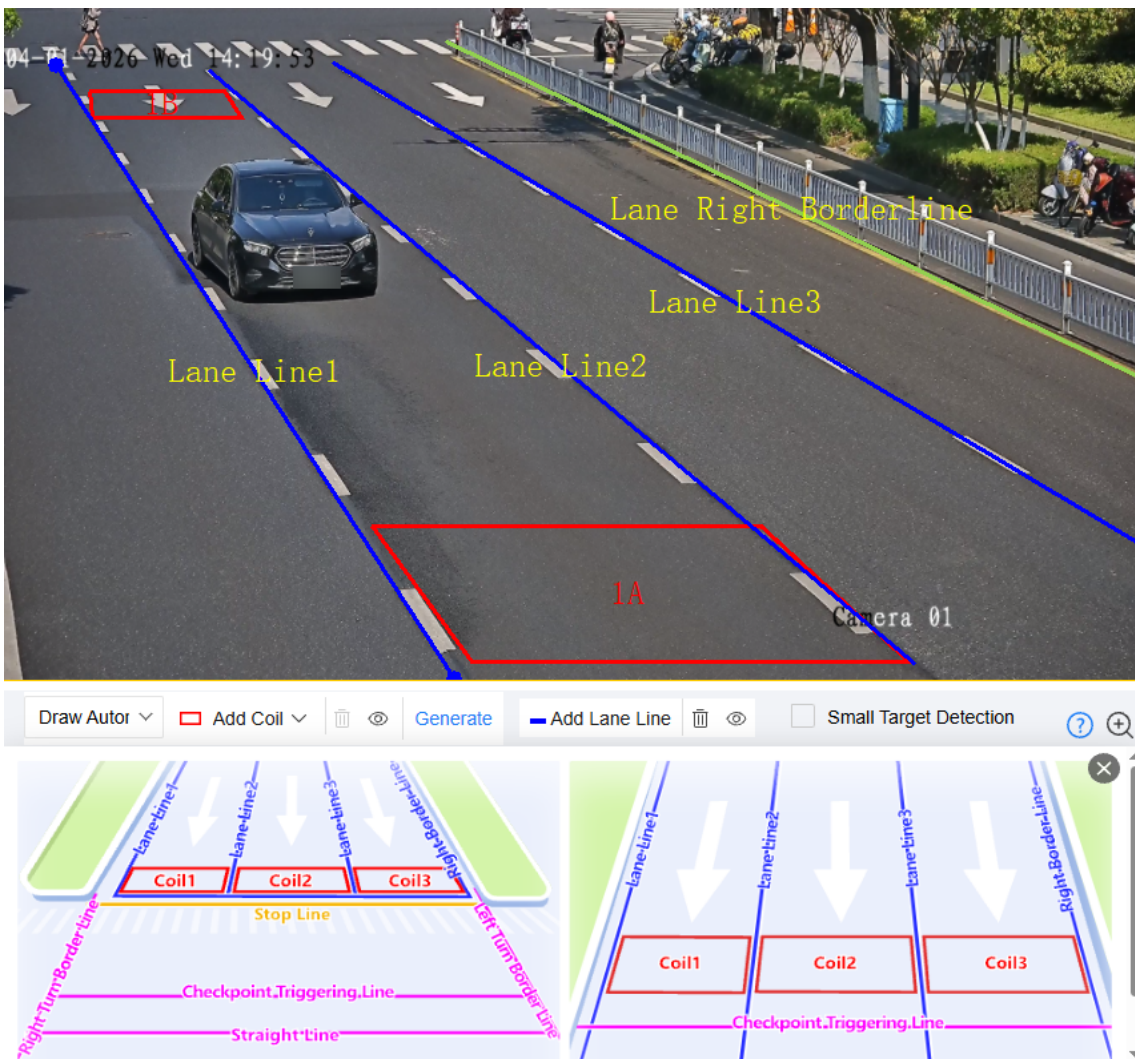 04-01-2026 Wed 14:19:53
1B
Lane Right Borderline
Lane Line3
Lane Line2
Lane Line1
1A
Camera 01
Draw Autor
Add Coil
Generate
Add Lane Line
Small Target Detection
?
Lane-Line1
Lane-Line2
Lane-Line3
Right-Border-Line
Coil1
Coil2
Coil3
Stop Line
Right Turn Border Line
Left Turn Border Line
Checkpoint.Triggering.Line
Straight Line
Lane-Line1
Lane-Line2
Lane-Line3
Right-Border-Line
Coil1
Coil2
Coil3
Checkpoint.Triggering.Line